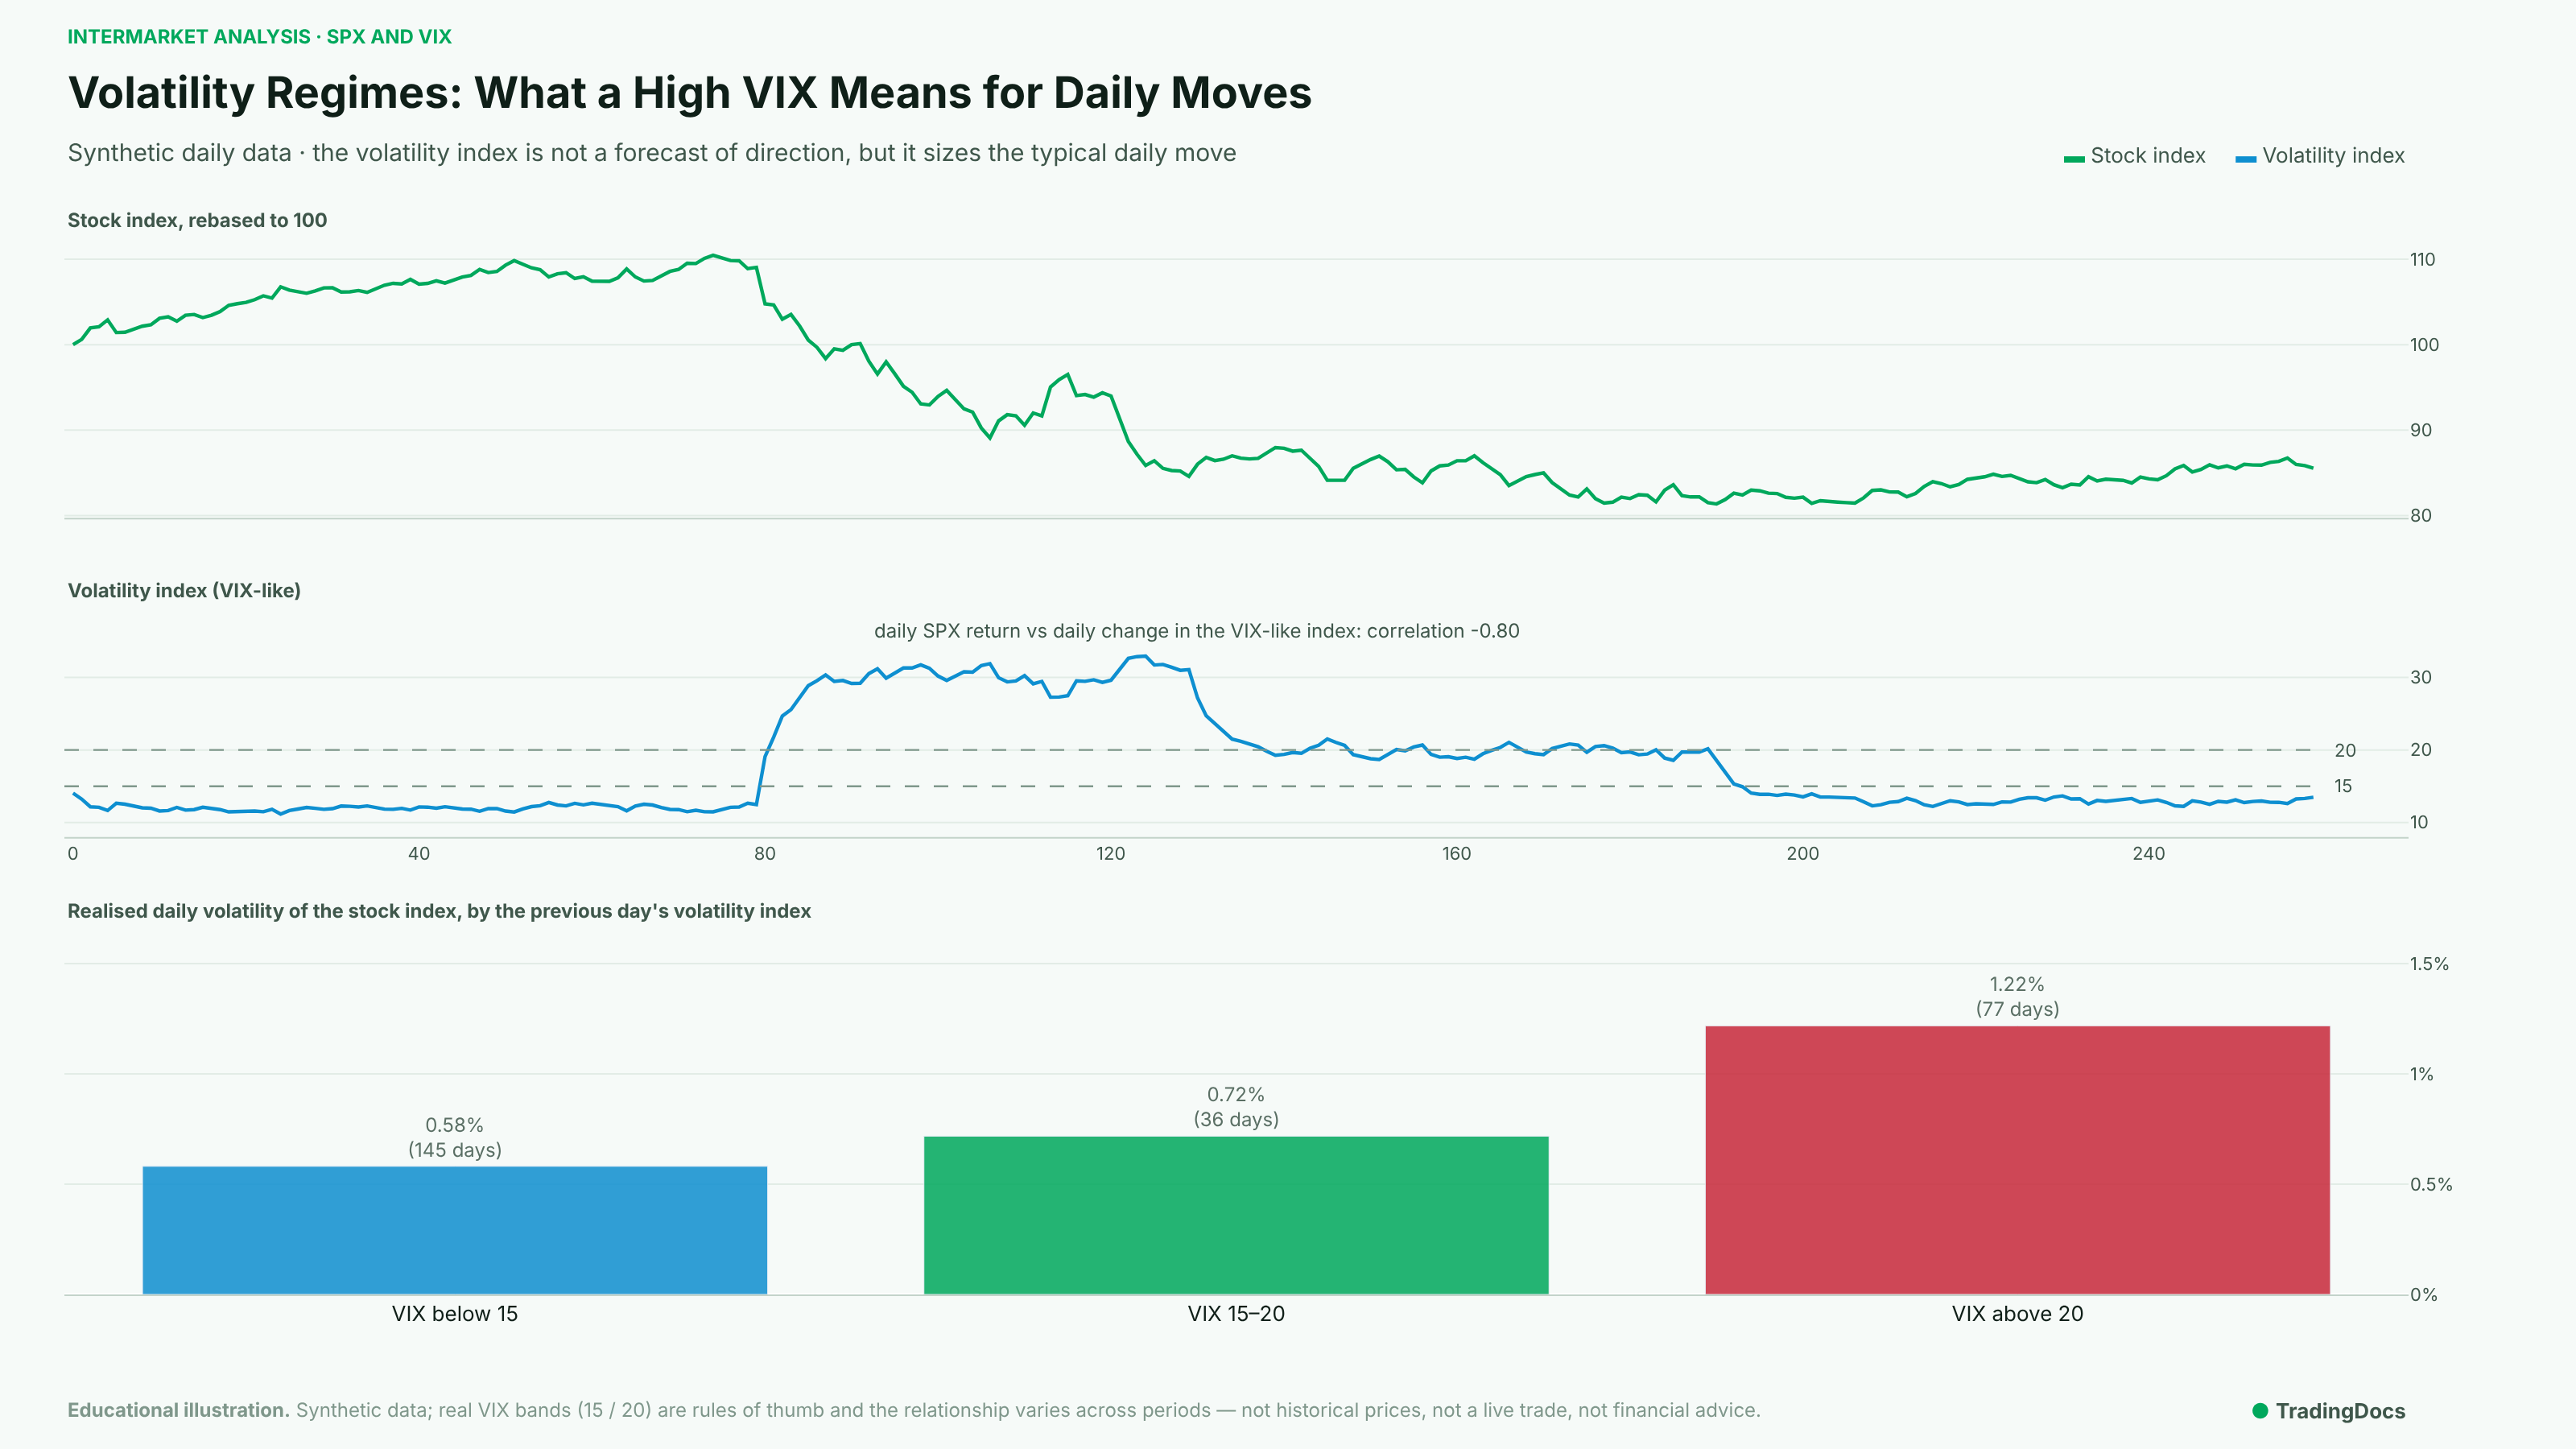 INTERMARKET ANALYSIS · SPX AND VIX
Volatility Regimes: What a High VIX Means for Daily Moves
Synthetic daily data · the volatility index is not a forecast of direction, but it sizes the typical daily move
Stock index
Volatility index
Stock index, rebased to 100
110
100
90
80
Volatility index (VIX-like)
daily SPX return vs daily change in the VIX-like index: correlation -0.80
30
20
20
15
10
0
40
80
120
160
200
240
Realised daily volatility of the stock index, by the previous day's volatility index
1.5%
1%
0.5%
0%
0.58%
(145 days)
0.72%
(36 days)
1.22%
(77 days)
VIX below 15
VIX 15–20
VIX above 20
Educational illustration. Synthetic data; real VIX bands (15 / 20) are rules of thumb and the relationship varies across periods — not historical prices, not a live trade, not financial advice.
TradingDocs